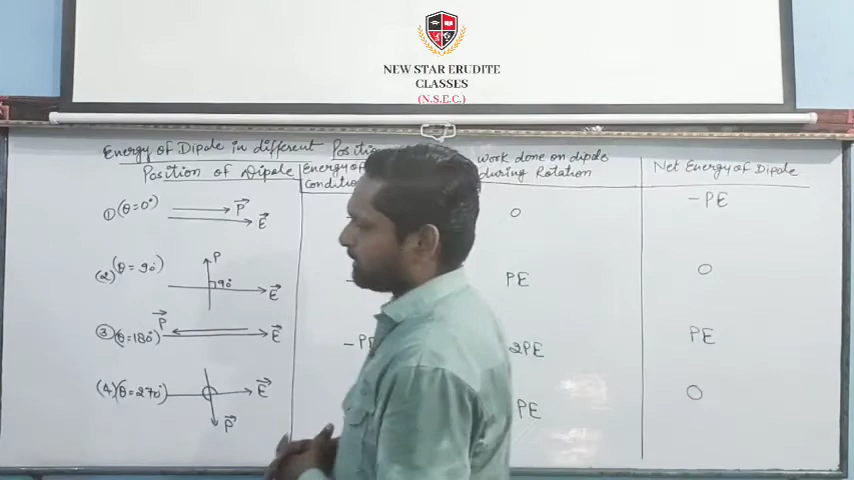 NEW STAR ERUDITE
CLASSES
(N.S.E.C.)
Energy of Dipole in different
Position of Dipole
Energy of
work done on dipole
during Rotation
Net Energy of Dipole
① (θ=0°)
P
E
0
-PE
(2) (θ=90°)
P
90
E
PE
0
③ (θ=180°)
P
E
-PE
2PE
PE
(4) (θ=270°)
E
P
PE
0